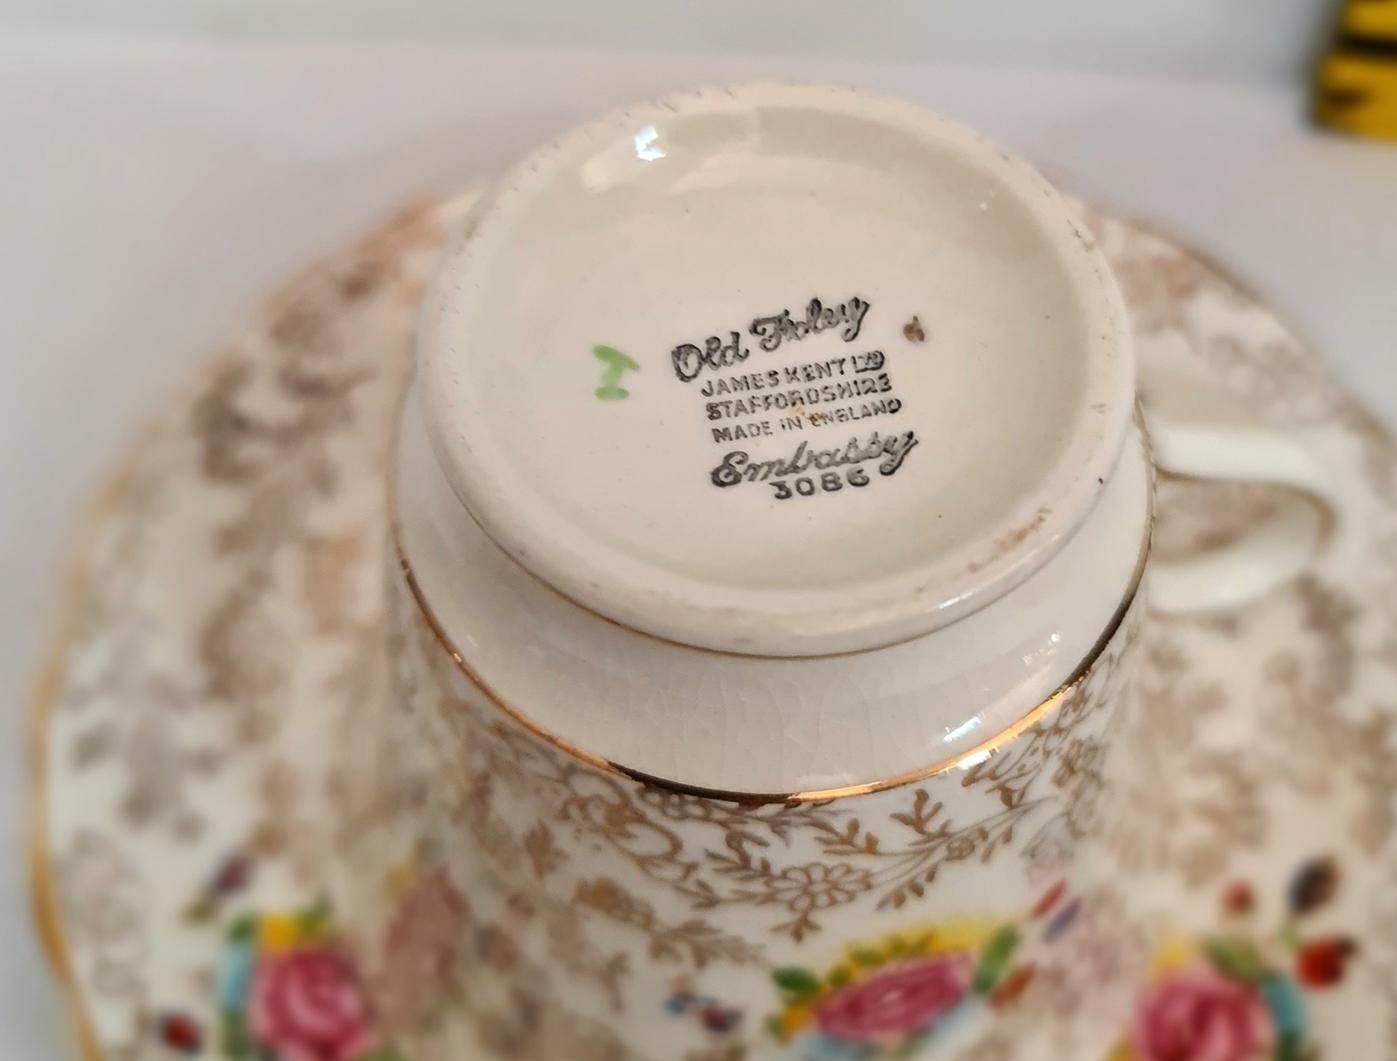 Old Foley
JAMES KENT LTD
STAFFORDSHIRE
MADE IN ENGLAND
Embassy
3086